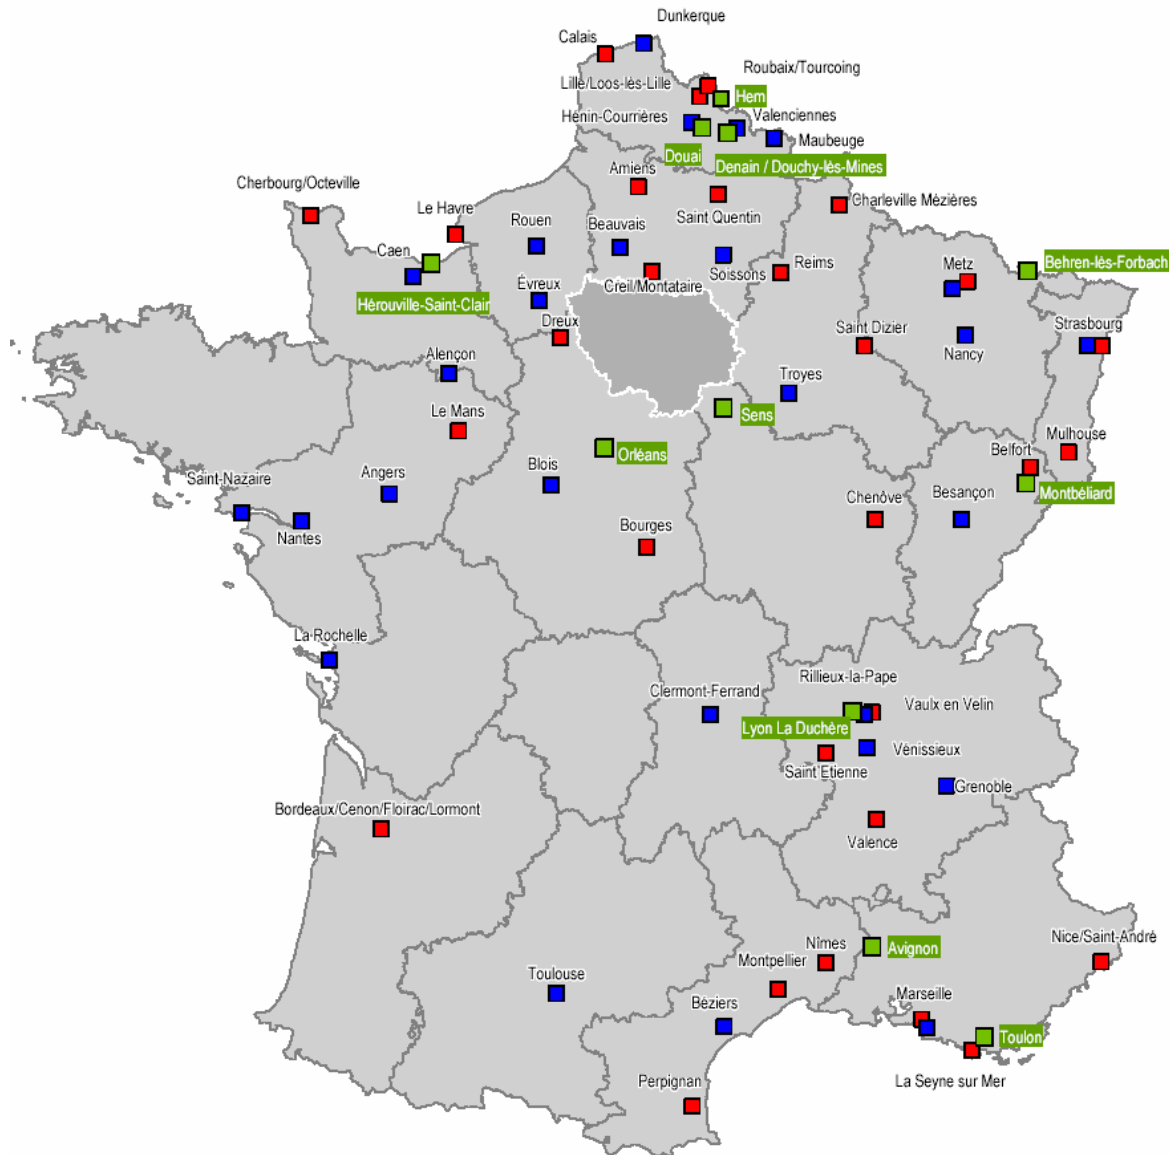 Dunkerque
Calais
Roubaix/Tourcoing
Lille/Loos-lès-Lille
Hem
Hénin-Courrières
Valenciennes
Maubeuge
Douai
Denain / Douchy-lès-Mines
Amiens
Cherbourg/Octeville
Charleville Mézières
Le Havre
Saint Quentin
Rouen
Beauvais
Caen
Behren-lès-Forbach
Metz
Reims
Soissons
Creil/Montataire
Évreux
Hérouville-Saint-Clair
Dreux
Saint Dizier
Strasbourg
Nancy
Alençon
Troyes
Le Mans
Sens
Mulhouse
Belfort
Orléans
Angers
Blois
Saint-Nazaire
Montbéliard
Besançon
Chenôve
Bourges
Nantes
La Rochelle
Rillieux-la-Pape
Clermont-Ferrand
Vaulx en Velin
Lyon La Duchère
Vénissieux
Saint Etienne
Grenoble
Bordeaux/Cenon/Floirac/Lormont
Valence
Nice/Saint-André
Nîmes
Avignon
Montpellier
Toulouse
Marseille
Béziers
Toulon
Perpignan
La Seyne sur Mer